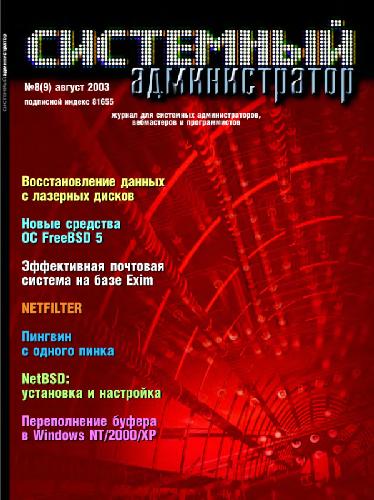 СИСТЕМНЫЙ
администратор
№8(9) август 2003
подписной индекс 81655
журнал для системных администраторов,
вебмастеров и программистов
Восстановление данных
с лазерных дисков
Новые средства
ОС FreeBSD 5
Эффективная почтовая
система на базе Exim
NETFILTER
Пингвин
с одного пинка
NetBSD:
установка и настройка
Переполнение буфера
в Windows NT/2000/XP